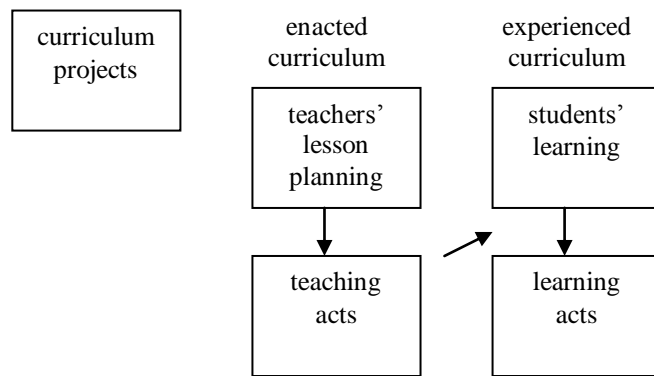 curriculum
projects
enacted
curriculum
teachers’
lesson
planning
teaching
acts
experienced
curriculum
students’
learning
learning
acts